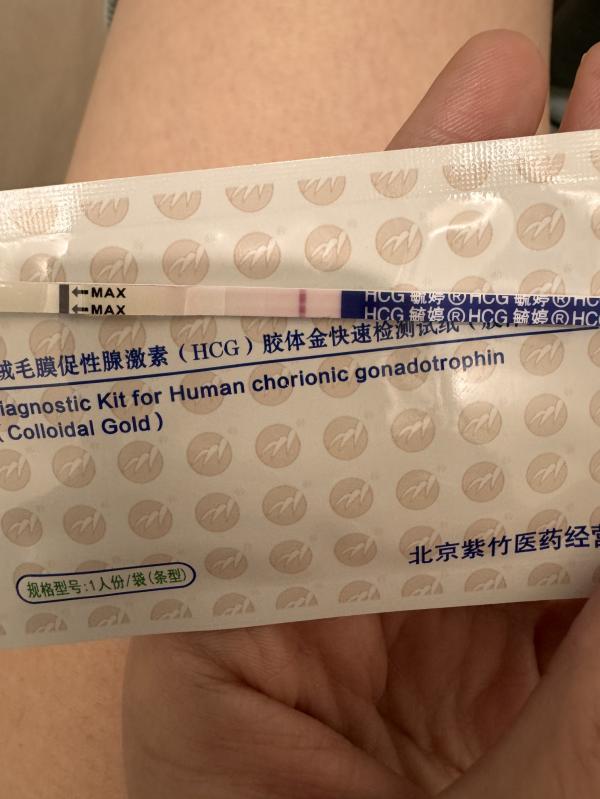 MAX
MAX
HCG 毓婷®HCG 毓婷®HC
HCG 毓婷®HCG 毓婷®HC
绒毛膜促性腺激素(HCG)胶体金快速检测试纸
iagnostic Kit for Human chorionic gonadotrophin
(Colloidal Gold)
北京紫竹医药经营
规格型号:1人份/袋(条型)